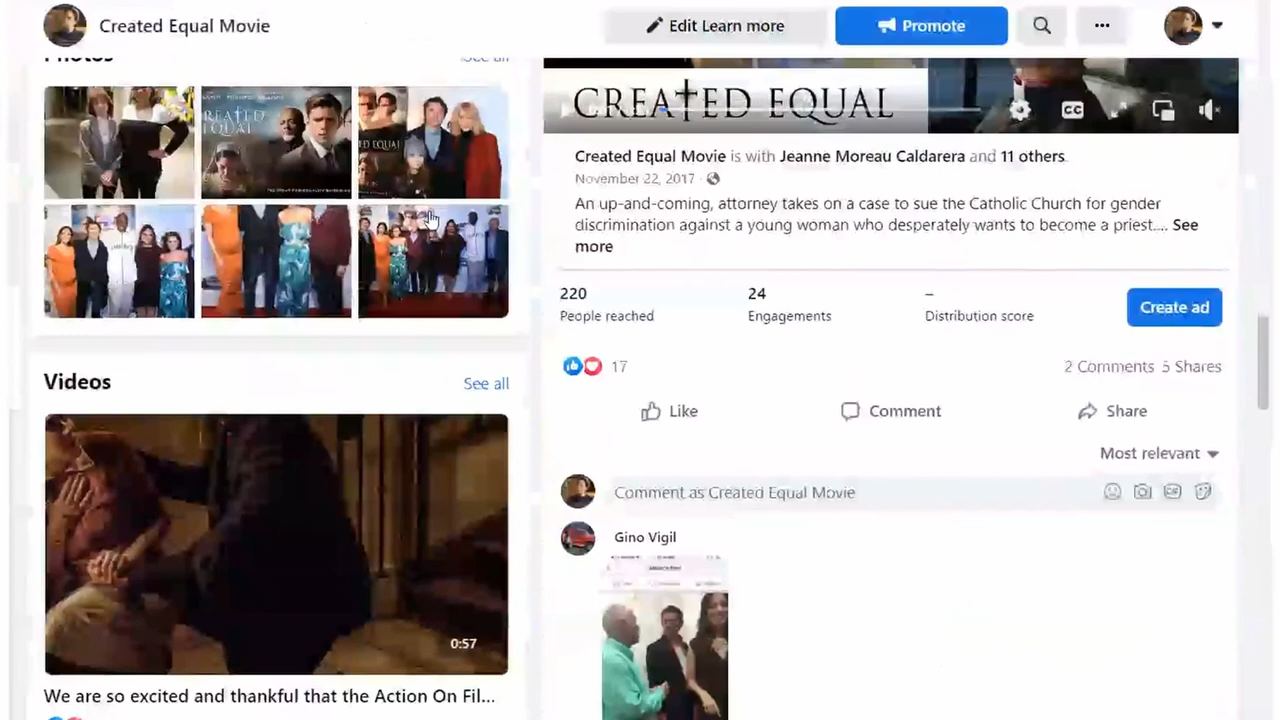 Created Equal Movie
Edit Learn more
Promote
Photos
See all
CREATED EQUAL
CC
Created Equal Movie is with Jeanne Moreau Caldarera and 11 others.
November 22, 2017
An up-and-coming, attorney takes on a case to sue the Catholic Church for gender
discrimination against a young woman who desperately wants to become a priest.... See
more
220
24
–
People reached
Engagements
Distribution score
Create ad
17
2 Comments 5 Shares
Videos
See all
Like
Comment
Share
Most relevant
Comment as Created Equal Movie
Gino Vigil
0:57
We are so excited and thankful that the Action On Fil...